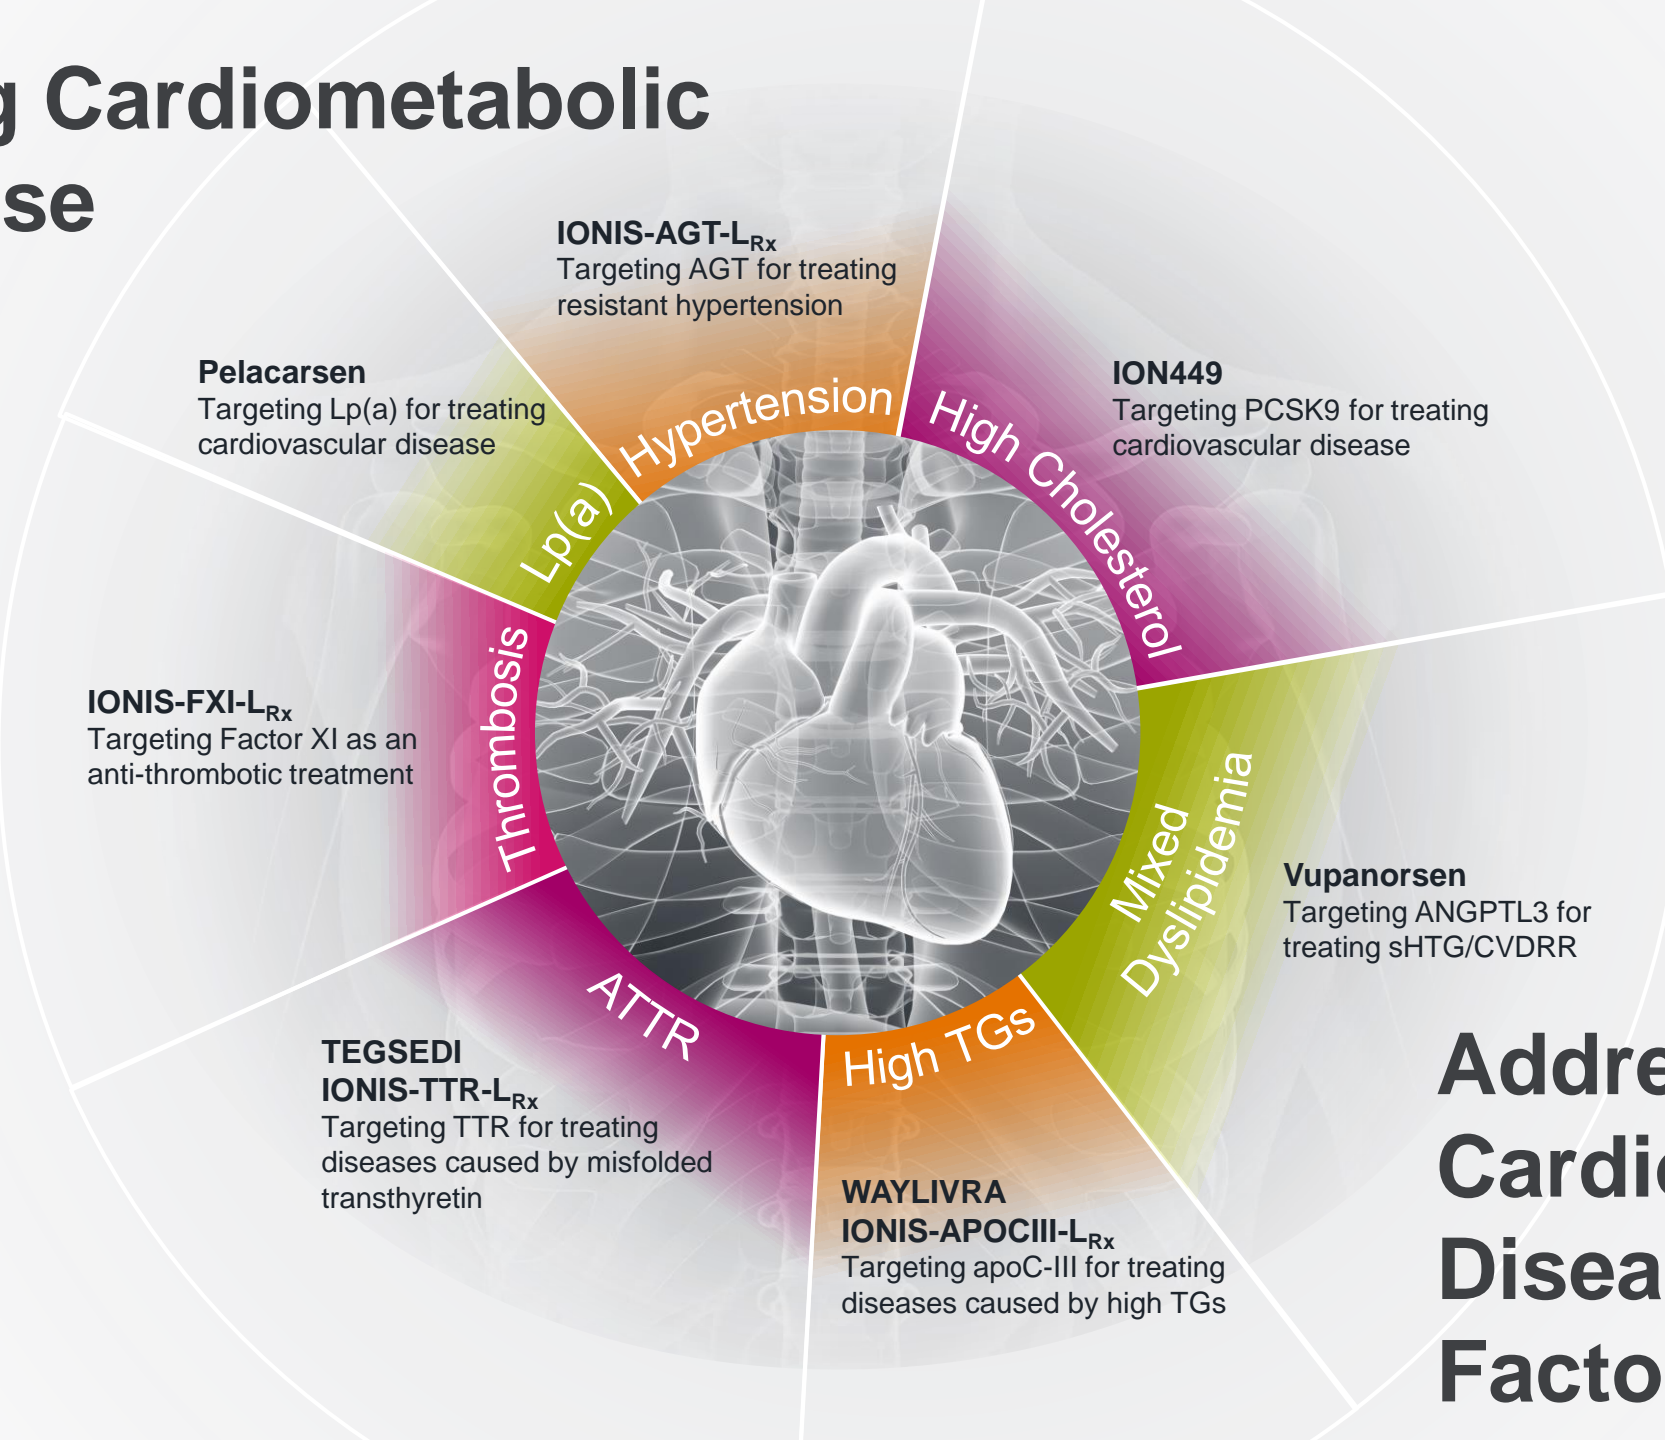 g Cardiometabolic
se
IONIS-AGT-LRx
Targeting AGT for treating
resistant hypertension
Hypertension
ION449
Targeting PCSK9 for treating
cardiovascular disease
High Cholesterol
Vupanorsen
Targeting ANGPTL3 for
treating sHTG/CVDRR
Mixed
Dyslipidemia
WAYLIVRA
IONIS-APOCIII-LRx
Targeting apoC-III for treating
diseases caused by high TGs
High TGs
TEGSEDI
IONIS-TTR-LRx
Targeting TTR for treating
diseases caused by misfolded
transthyretin
ATTR
IONIS-FXI-LRx
Targeting Factor XI as an
anti-thrombotic treatment
Thrombosis
Pelacarsen
Targeting Lp(a) for treating
cardiovascular disease
Lp(a)
Addre
Cardio
Disea
Facto